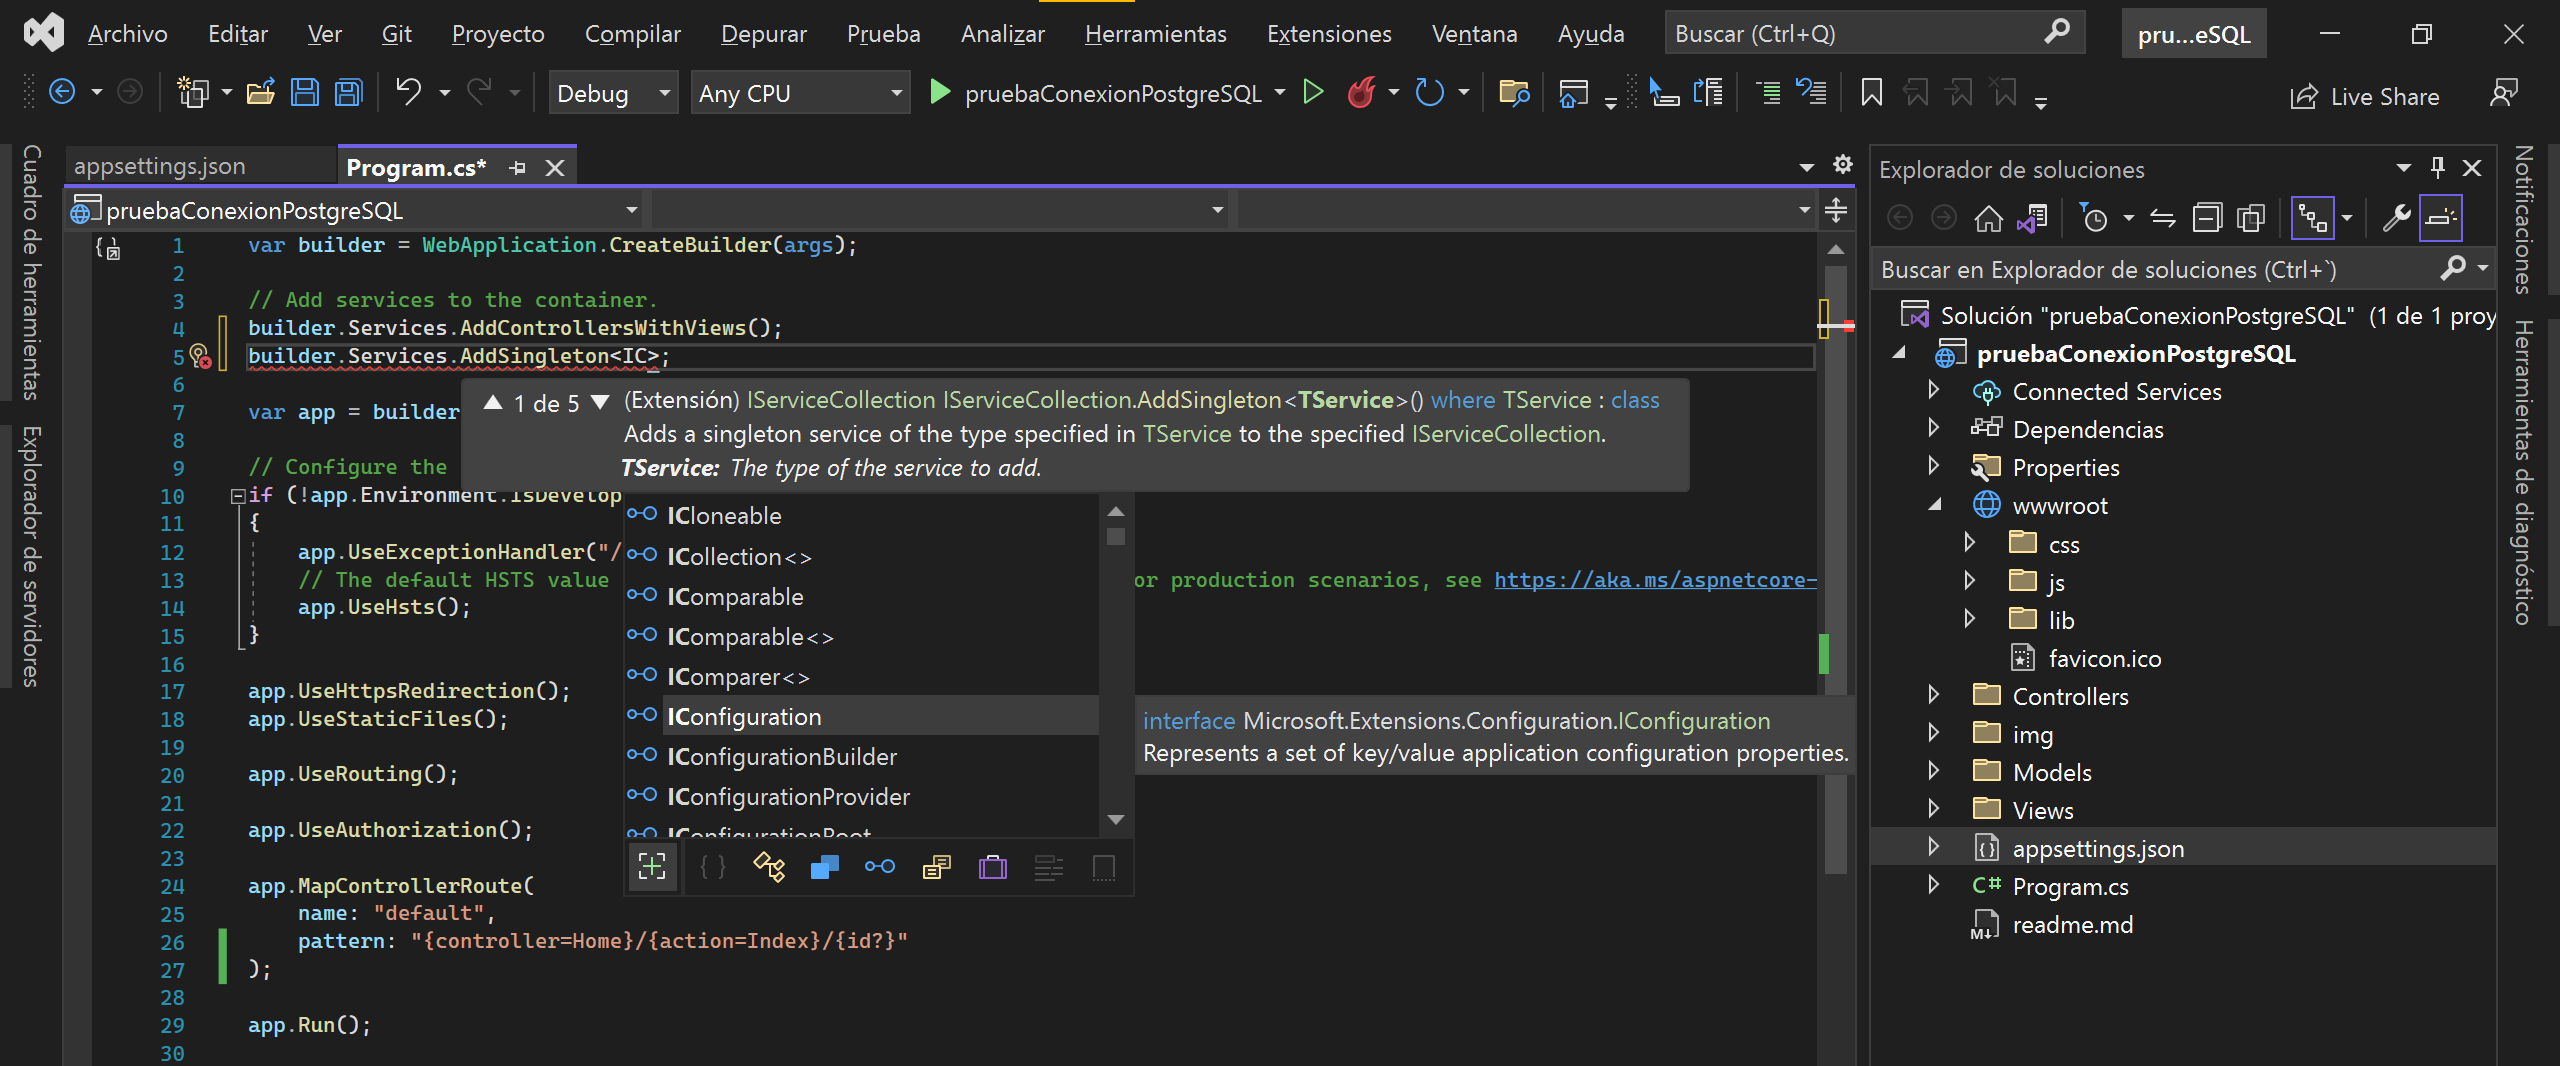 Archivo Editar Ver Git Proyecto Compilar Depurar Prueba Analizar Herramientas Extensiones Ventana Ayuda Buscar (Ctrl+Q) pru...eSQL
Debug Any CPU pruebaConexionPostgreSQL Live Share
Cuadro de herramientas
Explorador de servidores
appsettings.json Program.cs*
pruebaConexionPostgreSQL
1 var builder = WebApplication.CreateBuilder(args);
2
3 // Add services to the container.
4 builder.Services.AddControllersWithViews();
5 builder.Services.AddSingleton<IC>;
6
7 var app = builder
8
9 // Configure the
10 if (!app.Environment.IsDevelop
11 {
12 app.UseExceptionHandler("/
13 // The default HSTS value or production scenarios, see https://aka.ms/aspnetcore-
14 app.UseHsts();
15 }
16
17 app.UseHttpsRedirection();
18 app.UseStaticFiles();
19
20 app.UseRouting();
21
22 app.UseAuthorization();
23
24 app.MapControllerRoute(
25 name: "default",
26 pattern: "{controller=Home}/{action=Index}/{id?}"
27 );
28
29 app.Run();
30
1 de 5 (Extensión) IServiceCollection IServiceCollection.AddSingleton<TService>() where TService : class
Adds a singleton service of the type specified in TService to the specified IServiceCollection.
TService: The type of the service to add.
ICloneable
ICollection<>
IComparable
IComparable<>
IComparer<>
IConfiguration
IConfigurationBuilder
IConfigurationProvider
IConfigurationRoot
interface Microsoft.Extensions.Configuration.IConfiguration
Represents a set of key/value application configuration properties.
Explorador de soluciones
Buscar en Explorador de soluciones (Ctrl+`)
Solución "pruebaConexionPostgreSQL" (1 de 1 proy
pruebaConexionPostgreSQL
Connected Services
Dependencias
Properties
wwwroot
css
js
lib
favicon.ico
Controllers
img
Models
Views
appsettings.json
C# Program.cs
readme.md
Notificaciones
Herramientas de diagnóstico